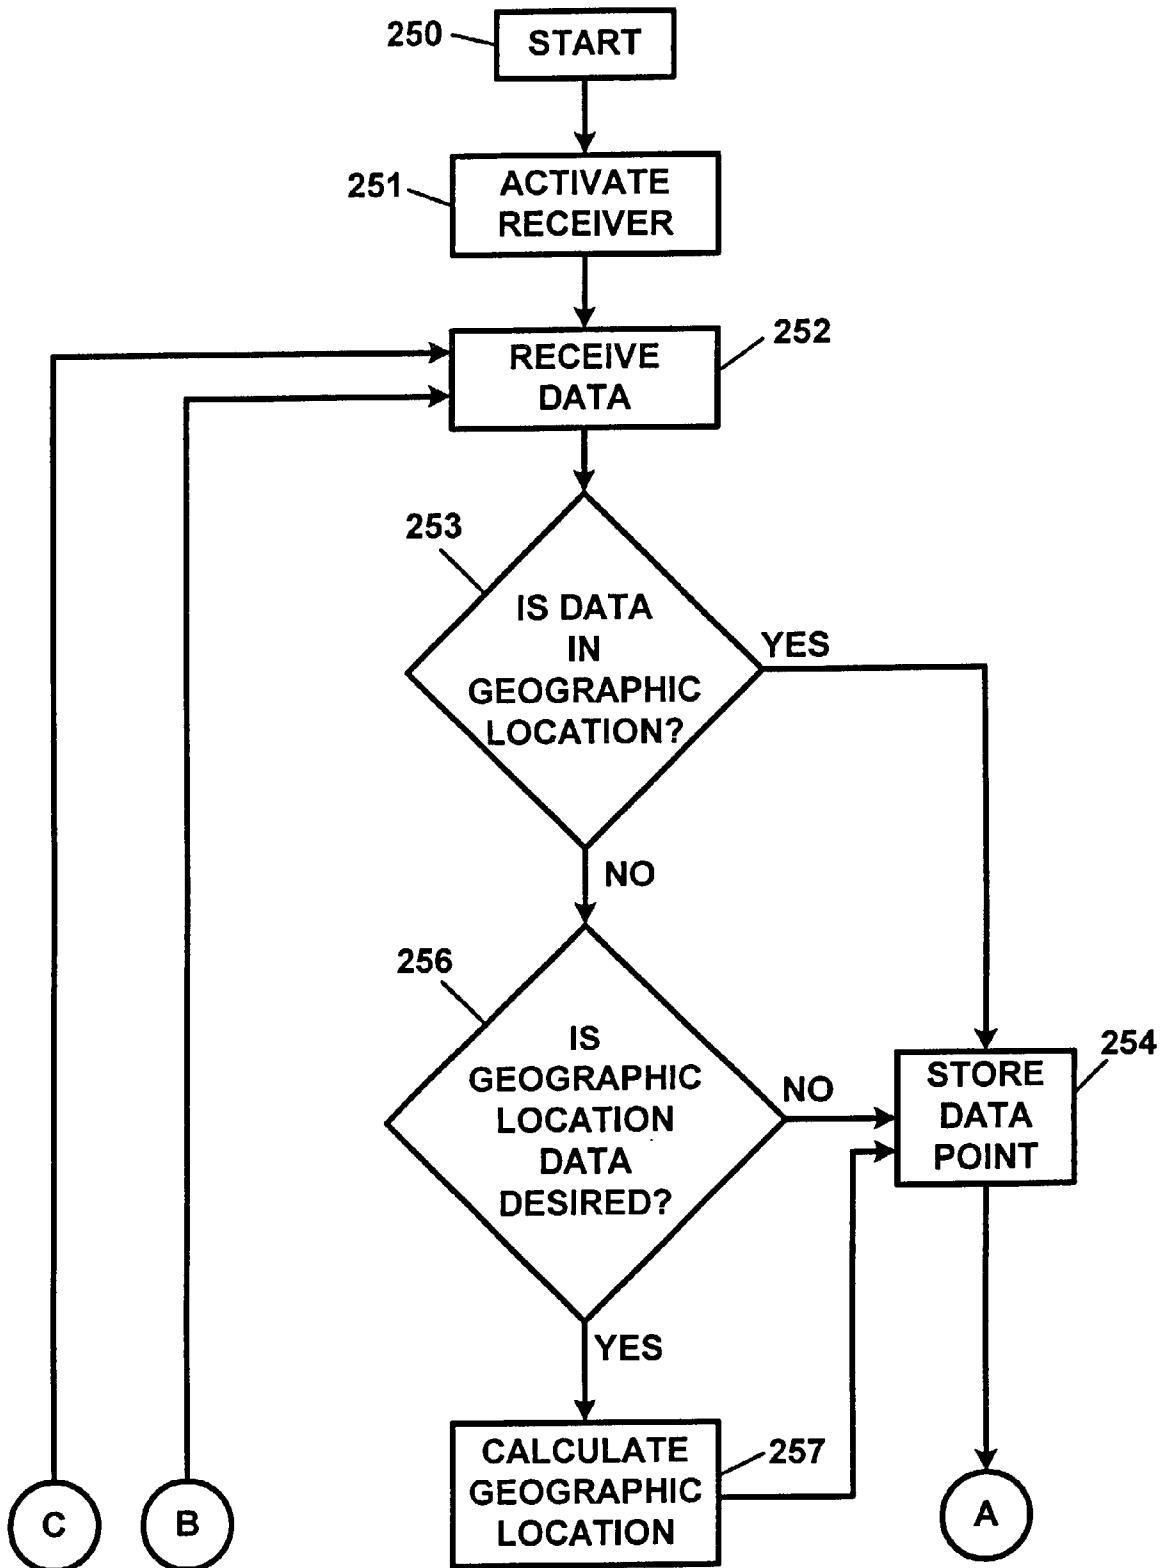 250
START
251
ACTIVATE
RECEIVER
252
RECEIVE
DATA
253
IS DATA
IN
GEOGRAPHIC
LOCATION?
YES
NO
256
IS
GEOGRAPHIC
LOCATION
DATA
DESIRED?
NO
254
STORE
DATA
POINT
YES
CALCULATE
GEOGRAPHIC
LOCATION
257
C
B
A